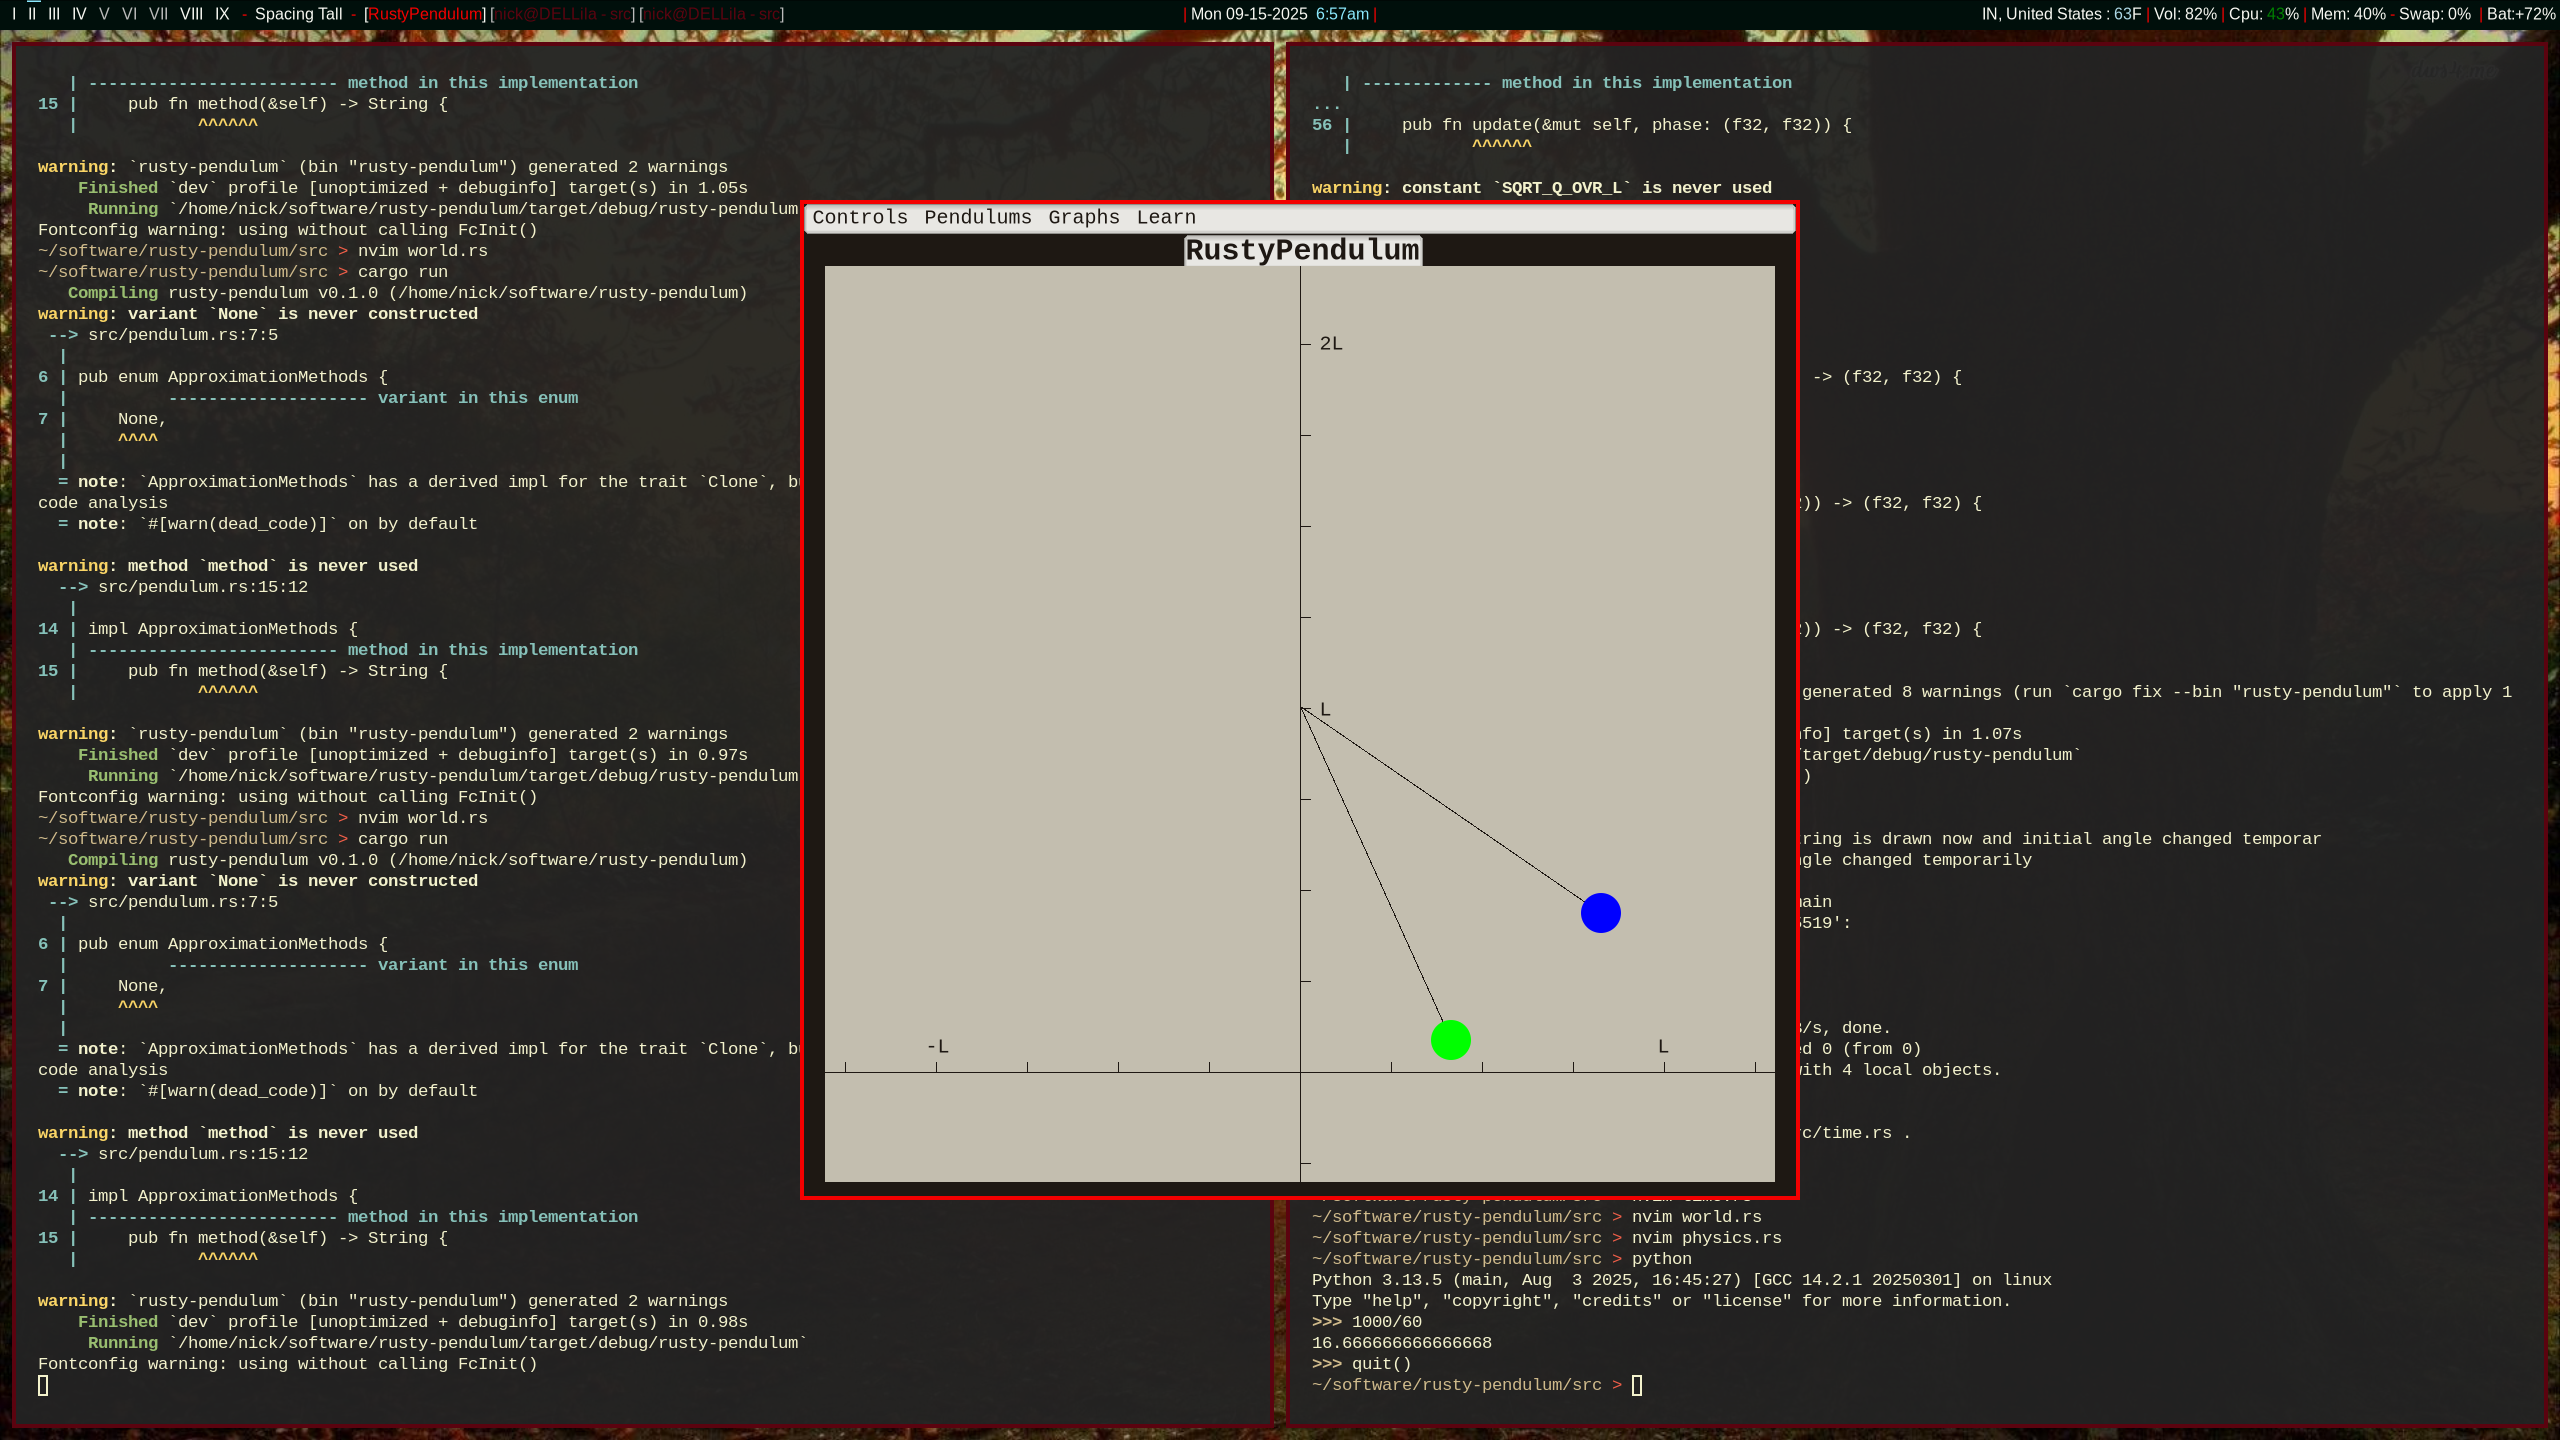 I II III IV V VI VII VIII IX - Spacing Tall - [RustyPendulum] [nick@DELLila - src] [nick@DELLila - src]
| Mon 09-15-2025 6:57am |
IN, United States : 63F | Vol: 82% | Cpu: 43% | Mem: 40% - Swap: 0% | Bat:+72%
| ------------------------- method in this implementation
15 | pub fn method(&self) -> String {
| ^^^^^^
warning: `rusty-pendulum` (bin "rusty-pendulum") generated 2 warnings
Finished `dev` profile [unoptimized + debuginfo] target(s) in 1.05s
Running `/home/nick/software/rusty-pendulum/target/debug/rusty-pendulum
Fontconfig warning: using without calling FcInit()
~/software/rusty-pendulum/src > nvim world.rs
~/software/rusty-pendulum/src > cargo run
Compiling rusty-pendulum v0.1.0 (/home/nick/software/rusty-pendulum)
warning: variant `None` is never constructed
--> src/pendulum.rs:7:5
|
6 | pub enum ApproximationMethods {
| -------------------- variant in this enum
7 | None,
| ^^^^
|
= note: `ApproximationMethods` has a derived impl for the trait `Clone`, bu
code analysis
= note: `#[warn(dead_code)]` on by default
warning: method `method` is never used
--> src/pendulum.rs:15:12
|
14 | impl ApproximationMethods {
| ------------------------- method in this implementation
15 | pub fn method(&self) -> String {
| ^^^^^^
warning: `rusty-pendulum` (bin "rusty-pendulum") generated 2 warnings
Finished `dev` profile [unoptimized + debuginfo] target(s) in 0.97s
Running `/home/nick/software/rusty-pendulum/target/debug/rusty-pendulum
Fontconfig warning: using without calling FcInit()
~/software/rusty-pendulum/src > nvim world.rs
~/software/rusty-pendulum/src > cargo run
Compiling rusty-pendulum v0.1.0 (/home/nick/software/rusty-pendulum)
warning: variant `None` is never constructed
--> src/pendulum.rs:7:5
|
6 | pub enum ApproximationMethods {
| -------------------- variant in this enum
7 | None,
| ^^^^
|
= note: `ApproximationMethods` has a derived impl for the trait `Clone`, bu
code analysis
= note: `#[warn(dead_code)]` on by default
warning: method `method` is never used
--> src/pendulum.rs:15:12
|
14 | impl ApproximationMethods {
| ------------------------- method in this implementation
15 | pub fn method(&self) -> String {
| ^^^^^^
warning: `rusty-pendulum` (bin "rusty-pendulum") generated 2 warnings
Finished `dev` profile [unoptimized + debuginfo] target(s) in 0.98s
Running `/home/nick/software/rusty-pendulum/target/debug/rusty-pendulum`
Fontconfig warning: using without calling FcInit()
Controls Pendulums Graphs Learn
RustyPendulum
2L
L
-L
L
| ------------- method in this implementation
...
56 | pub fn update(&mut self, phase: (f32, f32)) {
| ^^^^^^
warning: constant `SQRT_Q_OVR_L` is never used
-> (f32, f32) {
)) -> (f32, f32) {
)) -> (f32, f32) {
generated 8 warnings (run `cargo fix --bin "rusty-pendulum"` to apply 1
nfo] target(s) in 1.07s
/target/debug/rusty-pendulum`
)
tring is drawn now and initial angle changed temporar
ngle changed temporarily
main
5519':
B/s, done.
ed 0 (from 0)
with 4 local objects.
rc/time.rs .
~/software/rusty-pendulum/src > nvim world.rs
~/software/rusty-pendulum/src > nvim physics.rs
~/software/rusty-pendulum/src > python
Python 3.13.5 (main, Aug  3 2025, 16:45:27) [GCC 14.2.1 20250301] on linux
Type "help", "copyright", "credits" or "license" for more information.
>>> 1000/60
16.666666666666668
>>> quit()
~/software/rusty-pendulum/src >